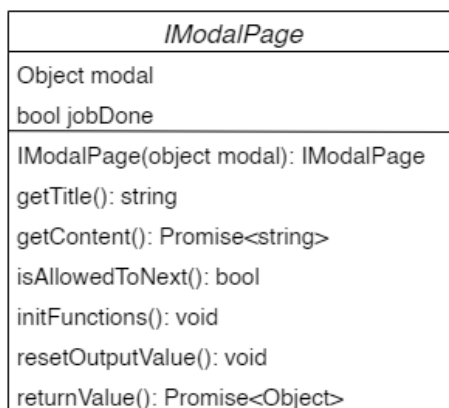 IModalPage
Object modal
bool jobDone
IModalPage(object modal): IModalPage
getTitle(): string
getContent(): Promise<string>
isAllowedToNext(): bool
initFunctions(): void
resetOutputValue(): void
returnValue(): Promise<Object>